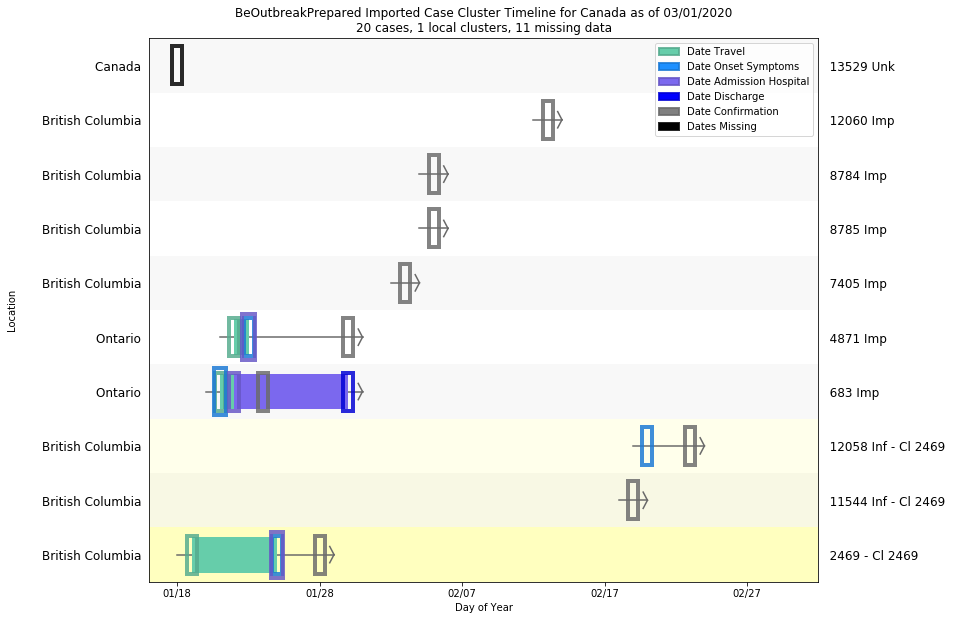 BeOutbreakPrepared Imported Case Cluster Timeline for Canada as of 03/01/2020
20 cases, 1 local clusters, 11 missing data
Date Travel
Date Onset Symptoms
Date Admission Hospital
Date Discharge
Date Confirmation
Dates Missing
Canada 13529 Unk
British Columbia 12060 Imp
British Columbia 8784 Imp
British Columbia 8785 Imp
British Columbia 7405 Imp
Ontario 4871 Imp
Ontario 683 Imp
British Columbia 12058 Inf - Cl 2469
British Columbia 11544 Inf - Cl 2469
British Columbia 2469 - Cl 2469
Location
01/18 01/28 02/07 02/17 02/27
Day of Year